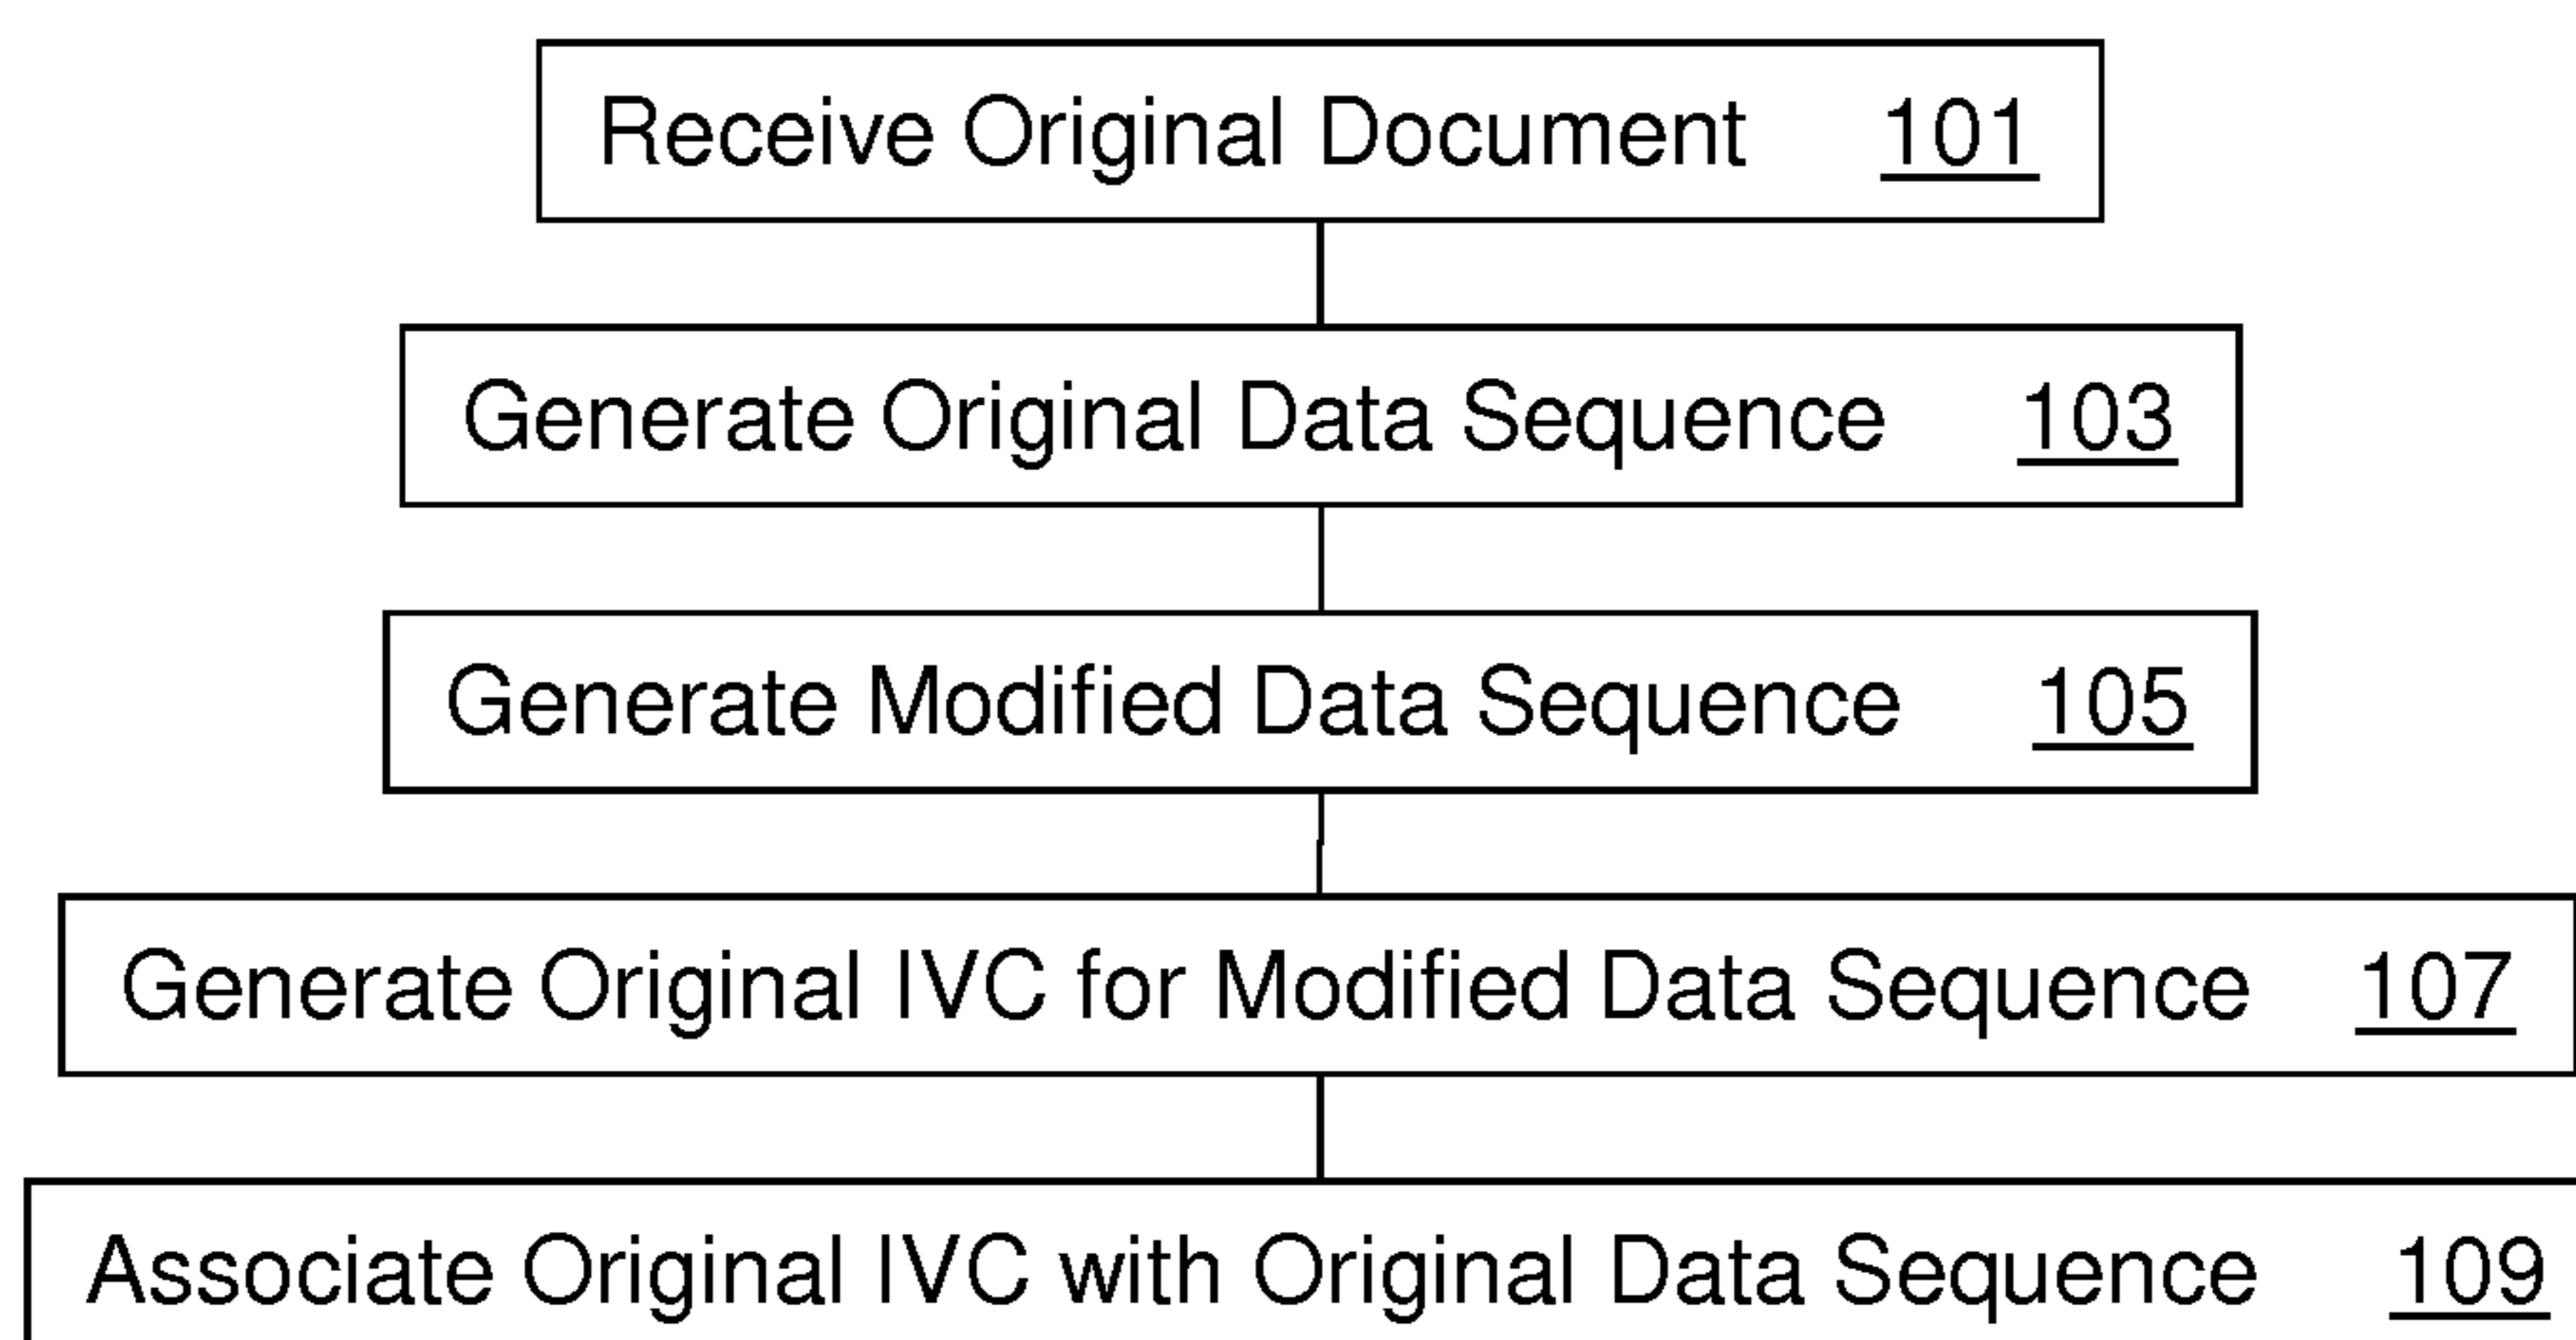 Receive Original Document 101
Generate Original Data Sequence 103
Generate Modified Data Sequence 105
Generate Original IVC for Modified Data Sequence 107
Associate Original IVC with Original Data Sequence 109